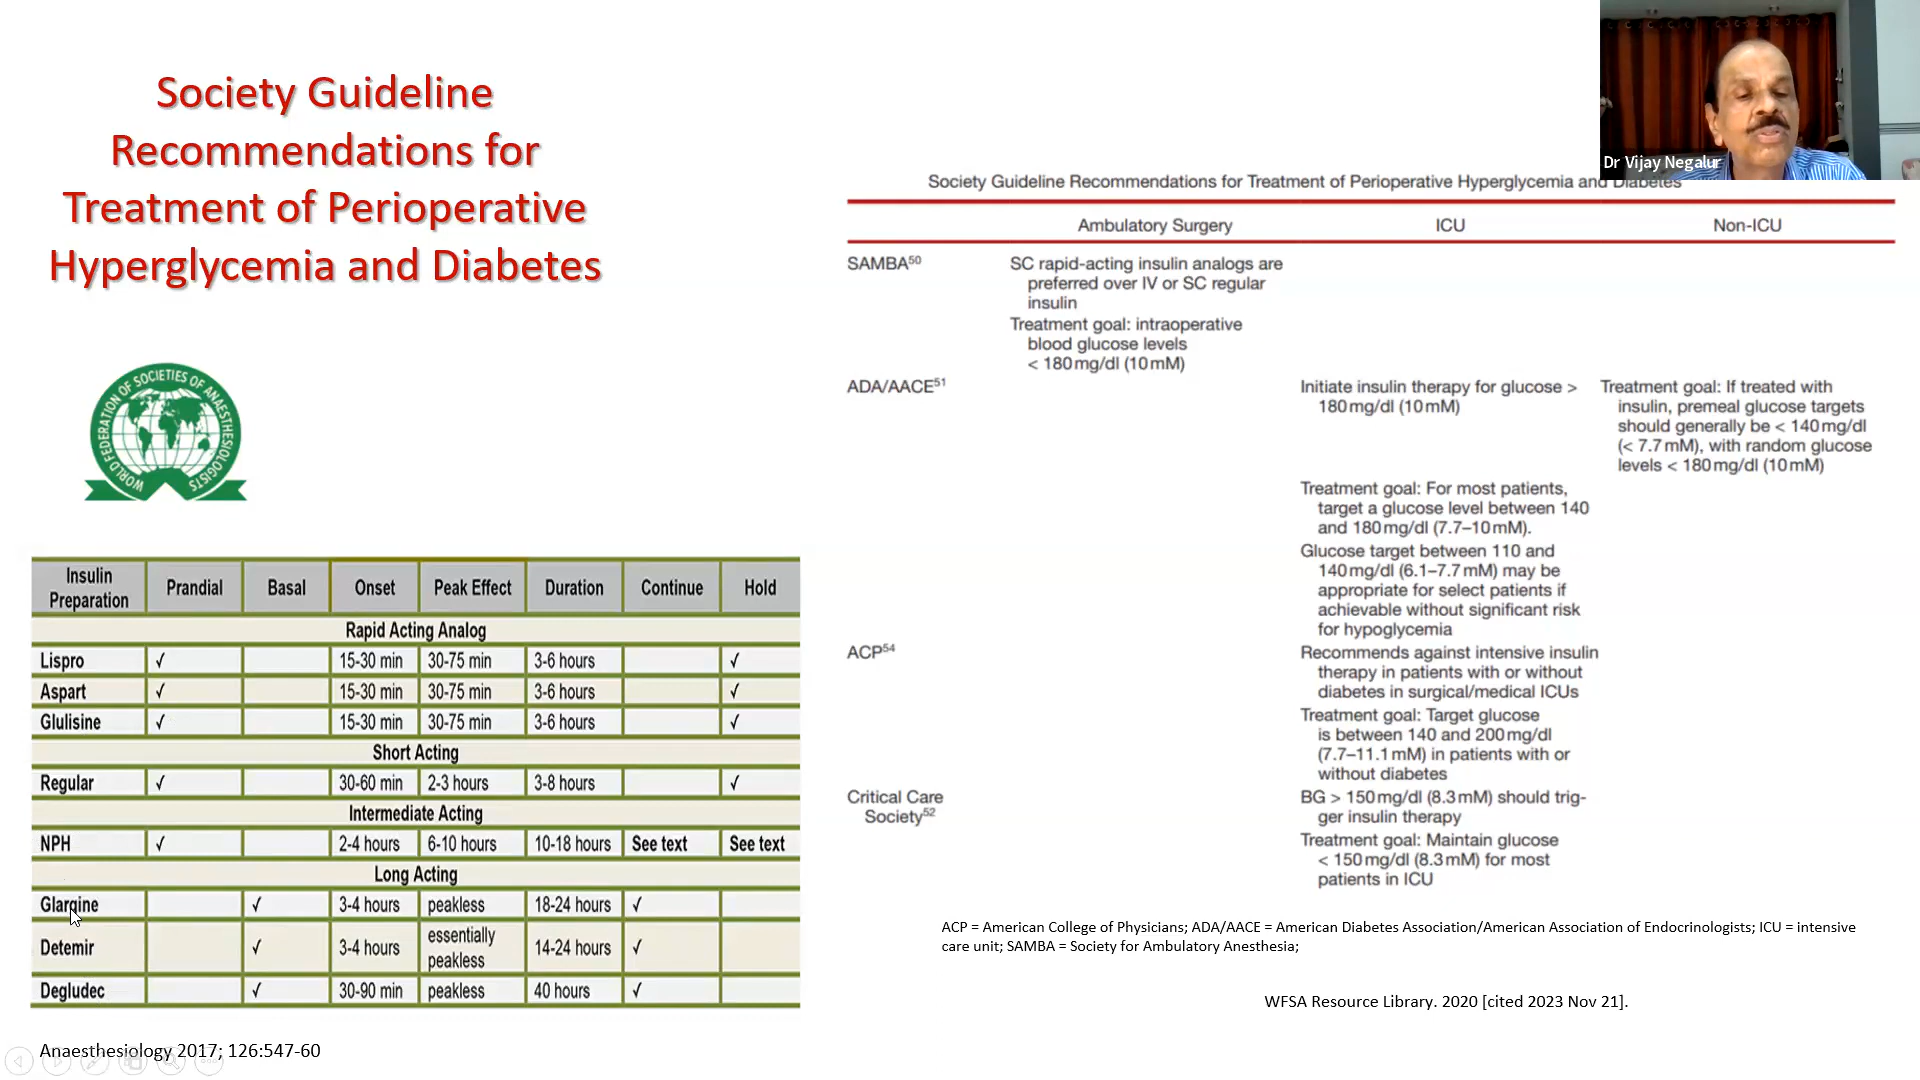 Society Guideline
Recommendations for
Treatment of Perioperative
Hyperglycemia and Diabetes
WORLD FEDERATION OF SOCIETIES OF ANAESTHESIOLOGISTS
Insulin Preparation Prandial Basal Onset Peak Effect Duration Continue Hold
Rapid Acting Analog
Lispro √ 15-30 min 30-75 min 3-6 hours √
Aspart √ 15-30 min 30-75 min 3-6 hours √
Glulisine √ 15-30 min 30-75 min 3-6 hours √
Short Acting
Regular √ 30-60 min 2-3 hours 3-8 hours √
Intermediate Acting
NPH √ 2-4 hours 6-10 hours 10-18 hours See text See text
Long Acting
Glargine √ 3-4 hours peakless 18-24 hours √
Detemir √ 3-4 hours essentially peakless 14-24 hours √
Degludec √ 30-90 min peakless 40 hours √
Anaesthesiology 2017; 126:547-60
Dr Vijay Negalur
Society Guideline Recommendations for Treatment of Perioperative Hyperglycemia and Diabetes
Ambulatory Surgery ICU Non-ICU
SAMBA50
SC rapid-acting insulin analogs are
preferred over IV or SC regular
insulin
Treatment goal: intraoperative
blood glucose levels
< 180 mg/dl (10 mM)
ADA/AACE51
Initiate insulin therapy for glucose >
180 mg/dl (10 mM)
Treatment goal: If treated with
insulin, premeal glucose targets
should generally be < 140 mg/dl
(< 7.7 mM), with random glucose
levels < 180 mg/dl (10 mM)
Treatment goal: For most patients,
target a glucose level between 140
and 180 mg/dl (7.7–10 mM).
Glucose target between 110 and
140 mg/dl (6.1–7.7 mM) may be
appropriate for select patients if
achievable without significant risk
for hypoglycemia
ACP54
Recommends against intensive insulin
therapy in patients with or without
diabetes in surgical/medical ICUs
Treatment goal: Target glucose
is between 140 and 200 mg/dl
(7.7–11.1 mM) in patients with or
without diabetes
Critical Care
Society52
BG > 150 mg/dl (8.3 mM) should trig-
ger insulin therapy
Treatment goal: Maintain glucose
< 150 mg/dl (8.3 mM) for most
patients in ICU
ACP = American College of Physicians; ADA/AACE = American Diabetes Association/American Association of Endocrinologists; ICU = intensive
care unit; SAMBA = Society for Ambulatory Anesthesia;
WFSA Resource Library. 2020 [cited 2023 Nov 21].